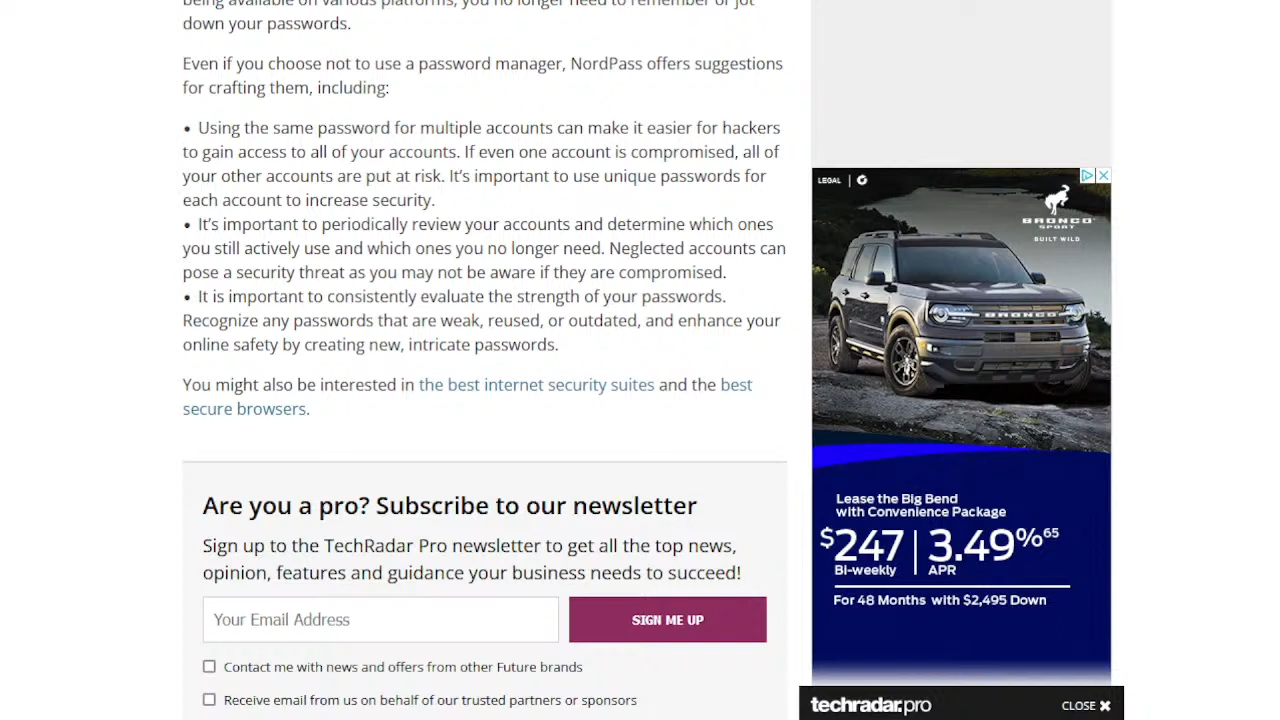 being available on various platforms, you no longer need to remember or jot
down your passwords.
Even if you choose not to use a password manager, NordPass offers suggestions
for crafting them, including:
• Using the same password for multiple accounts can make it easier for hackers
to gain access to all of your accounts. If even one account is compromised, all of
your other accounts are put at risk. It’s important to use unique passwords for
each account to increase security.
• It’s important to periodically review your accounts and determine which ones
you still actively use and which ones you no longer need. Neglected accounts can
pose a security threat as you may not be aware if they are compromised.
• It is important to consistently evaluate the strength of your passwords.
Recognize any passwords that are weak, reused, or outdated, and enhance your
online safety by creating new, intricate passwords.
You might also be interested in the best internet security suites and the best
secure browsers.
Are you a pro? Subscribe to our newsletter
Sign up to the TechRadar Pro newsletter to get all the top news,
opinion, features and guidance your business needs to succeed!
Your Email Address
SIGN ME UP
Contact me with news and offers from other Future brands
Receive email from us on behalf of our trusted partners or sponsors
LEGAL
BRONCO
SPORT
BUILT WILD
BRONCO
Lease the Big Bend
with Convenience Package
$247 | 3.49%65
Bi-weekly | APR
For 48 Months with $2,495 Down
techradar.pro
CLOSE ✖